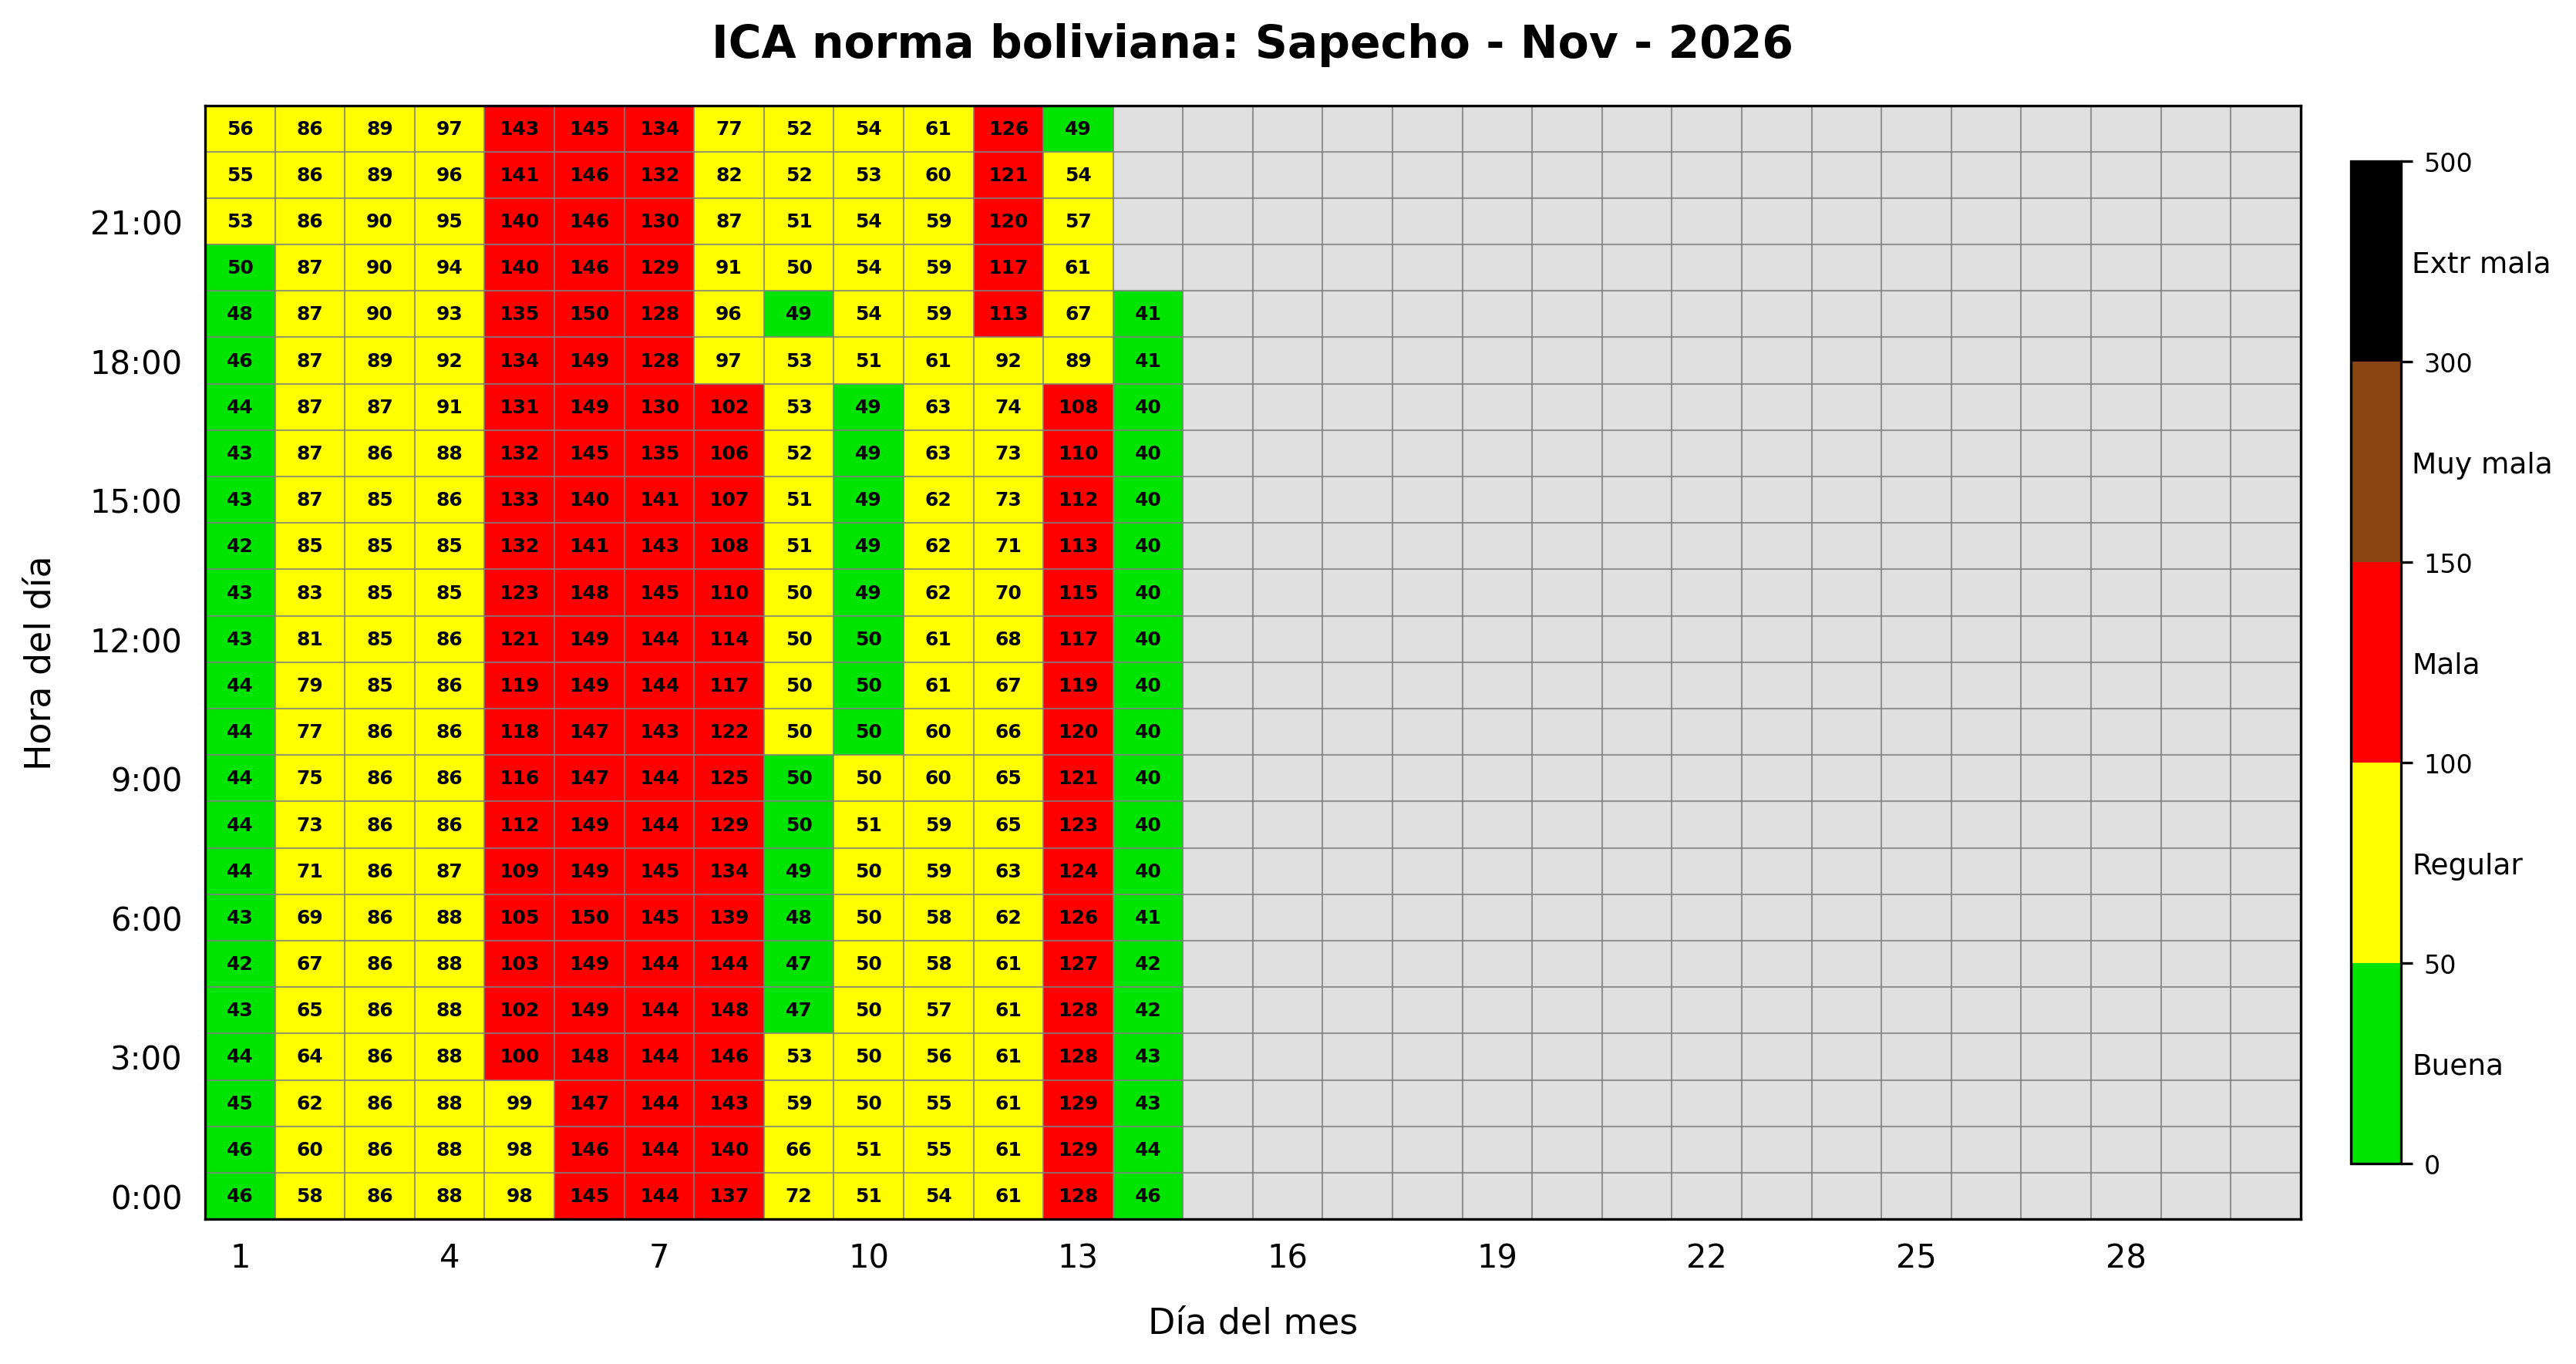 ICA norma boliviana: Sapecho - Nov - 2026
56 86 89 97 143 145 134 77 52 54 61 126 49
55 86 89 96 141 146 132 82 52 53 60 121 54
21:00 53 86 90 95 140 146 130 87 51 54 59 120 57
50 87 90 94 140 146 129 91 50 54 59 117 61
48 87 90 93 135 150 128 96 49 54 59 113 67 41
18:00 46 87 89 92 134 149 128 97 53 51 61 92 89 41
44 87 87 91 131 149 130 102 53 49 63 74 108 40
43 87 86 88 132 145 135 106 52 49 63 73 110 40
15:00 43 87 85 86 133 140 141 107 51 49 62 73 112 40
42 85 85 85 132 141 143 108 51 49 62 71 113 40
43 83 85 85 123 148 145 110 50 49 62 70 115 40
12:00 43 81 85 86 121 149 144 114 50 50 61 68 117 40
44 79 85 86 119 149 144 117 50 50 61 67 119 40
44 77 86 86 118 147 143 122 50 50 60 66 120 40
9:00 44 75 86 86 116 147 144 125 50 50 60 65 121 40
44 73 86 86 112 149 144 129 50 51 59 65 123 40
44 71 86 87 109 149 145 134 49 50 59 63 124 40
6:00 43 69 86 88 105 150 145 139 48 50 58 62 126 41
42 67 86 88 103 149 144 144 47 50 58 61 127 42
43 65 86 88 102 149 144 148 47 50 57 61 128 42
3:00 44 64 86 88 100 148 144 146 53 50 56 61 128 43
45 62 86 88 99 147 144 143 59 50 55 61 129 43
46 60 86 88 98 146 144 140 66 51 55 61 129 44
0:00 46 58 86 88 98 145 144 137 72 51 54 61 128 46
1 4 7 10 13 16 19 22 25 28
Día del mes
Hora del día
500
Extr mala
300
Muy mala
150
Mala
100
Regular
50
Buena
0